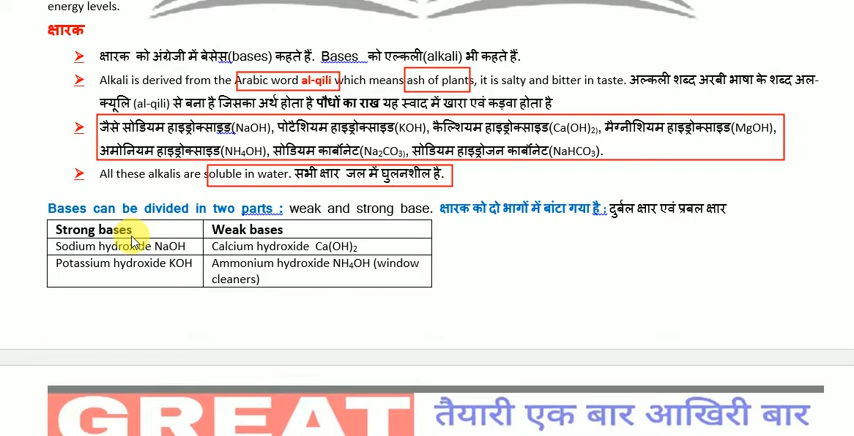 energy levels.
क्षारक
क्षारक को अंग्रेजी में बेसेस(bases) कहते हैं. Bases को एल्कली(alkali) भी कहते हैं.
Alkali is derived from the Arabic word al-qili which means ash of plants, it is salty and bitter in taste. अल्कली शब्द अरबी भाषा के शब्द अल-
क्यूलि (al-qili) से बना है जिसका अर्थ होता है पौधों का राख यह स्वाद में खारा एवं कड़वा होता है
जैसे सोडियम हाइड्रोक्साइड(NaOH), पोटेशियम हाइड्रोक्साइड(KOH), कैल्शियम हाइड्रोक्साइड(Ca(OH)₂), मैग्नीशियम हाइड्रोक्साइड(MgOH),
अमोनियम हाइड्रोक्साइड(NH₄OH), सोडियम कार्बोनेट(Na₂CO₃), सोडियम हाइड्रोजन कार्बोनेट(NaHCO₃).
All these alkalis are soluble in water. सभी क्षार जल में घुलनशील है.
Bases can be divided in two parts : weak and strong base. क्षारक को दो भागों में बांटा गया है : दुर्बल क्षार एवं प्रबल क्षार
Strong bases Weak bases
Sodium hydroxide NaOH Calcium hydroxide Ca(OH)₂
Potassium hydroxide KOH Ammonium hydroxide NH₄OH (window
cleaners)
GREAT तैयारी एक बार आखिरी बार